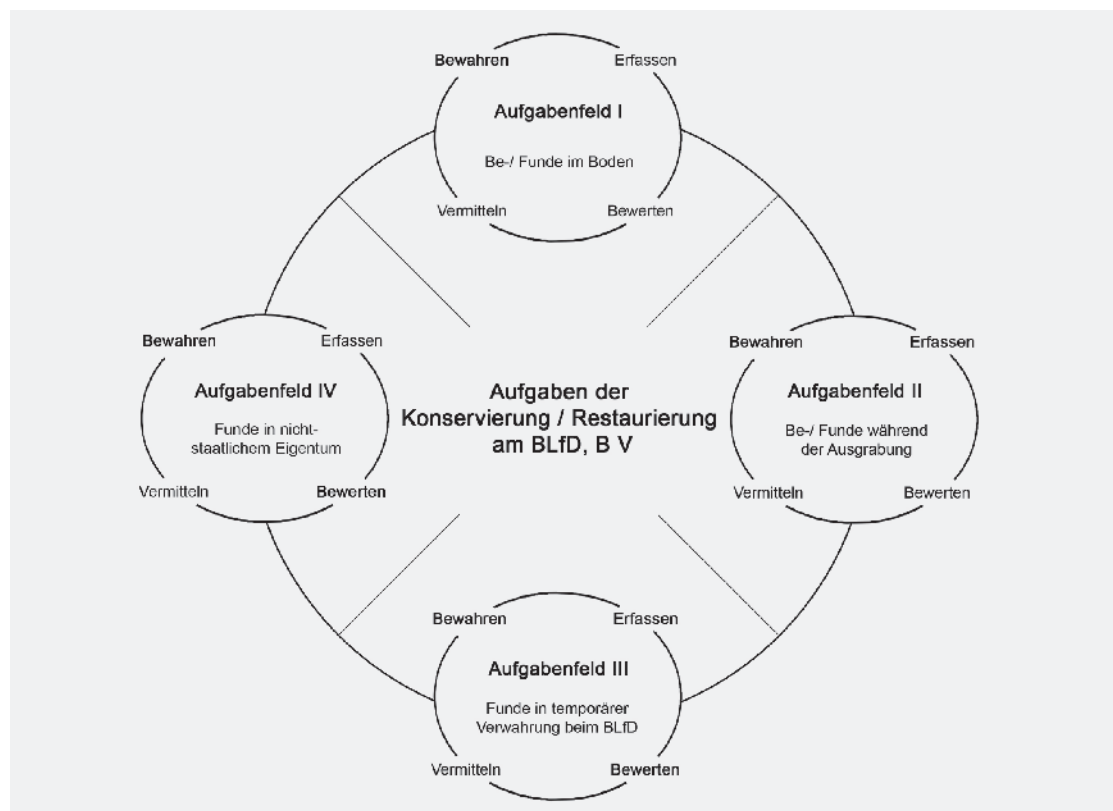 Bewahren
Erfassen
Aufgabenfeld I
Be-/ Funde im Boden
Vermitteln
Bewerten
Bewahren
Erfassen
Aufgabenfeld IV
Funde in nicht-
staatlichem Eigentum
Vermitteln
Bewerten
Aufgaben der
Konservierung / Restaurierung
am BLfD, B V
Bewahren
Erfassen
Aufgabenfeld II
Be-/ Funde während
der Ausgrabung
Vermitteln
Bewerten
Bewahren
Erfassen
Aufgabenfeld III
Funde in temporärer
Verwahrung beim BLfD
Vermitteln
Bewerten